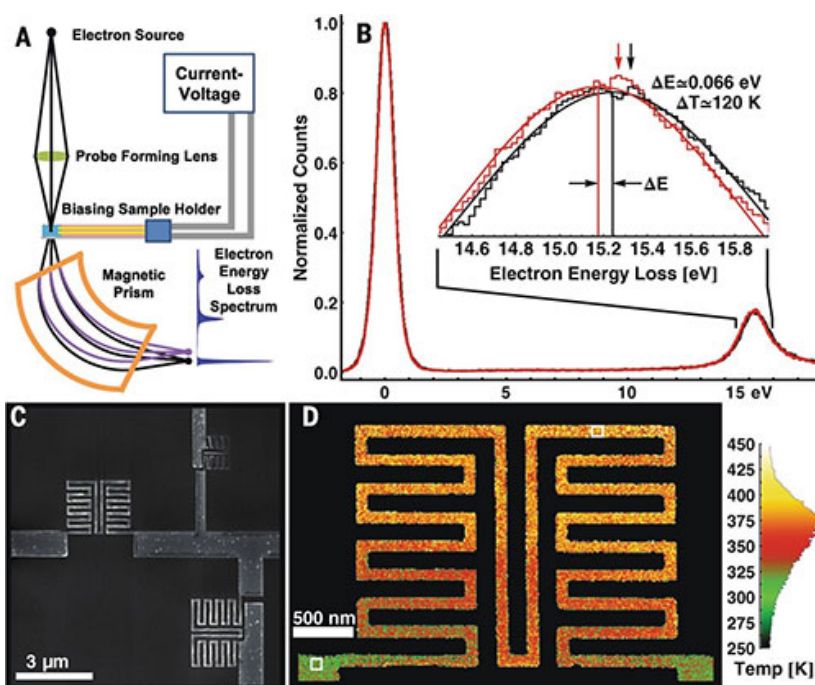 A
Electron Source
Current-
Voltage
Probe Forming Lens
Biasing Sample Holder
Magnetic
Prism
Electron
Energy
Loss
Spectrum
B
Normalized Counts
1.0
0.8
0.6
0.4
0.2
0.0
0
5
10
15 eV
ΔE≃0.066 eV
ΔT≃120 K
ΔE
14.6
14.8
15.0
15.2
15.4
15.6
15.8
Electron Energy Loss [eV]
C
3 μm
D
500 nm
450
425
400
375
350
325
300
275
250
Temp [K]